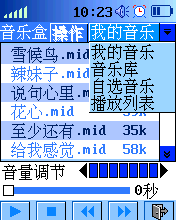 10:23
音乐盒 操作 我的音乐
我的音乐
音乐库
自选音乐
播放列表
雪候鸟.mid
辣妹子.mid
说句心里.m
花心.mid 39k
至少还有.mid 35k
给我感觉.mid 58k
音量调节
0秒